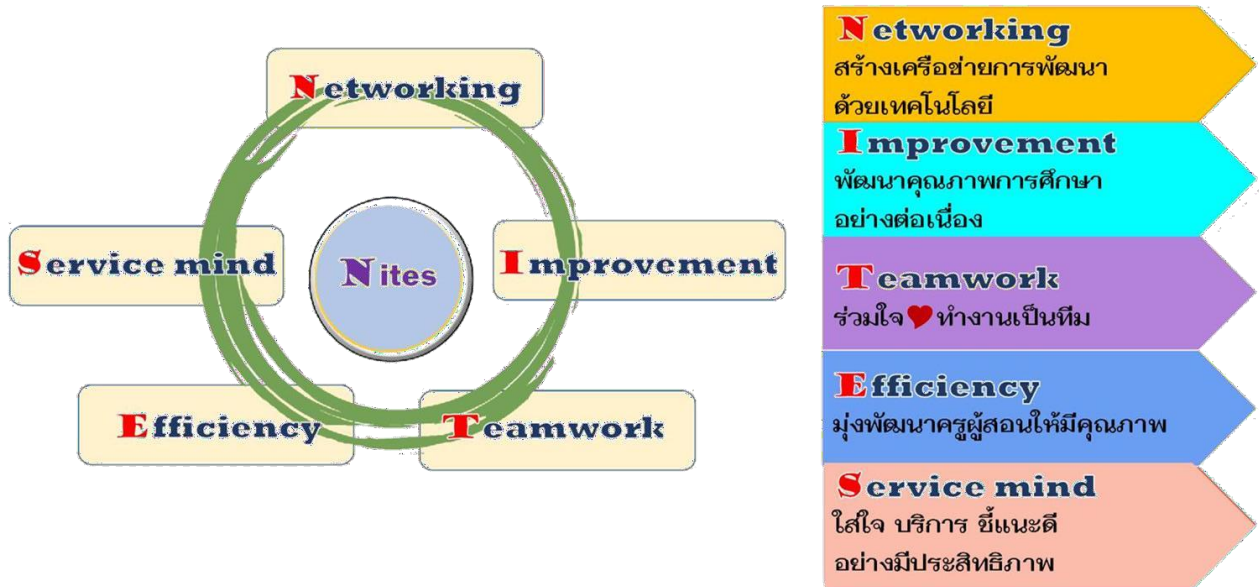 Networking
Service mind
Nites
Improvement
Efficiency
Teamwork
Networking
สร้างเครือข่ายการพัฒนา
ด้วยเทคโนโลยี
Improvement
พัฒนาคุณภาพการศึกษา
อย่างต่อเนื่อง
Teamwork
ร่วมใจ❤ทำงานเป็นทีม
Efficiency
มุ่งพัฒนาครูผู้สอนให้มีคุณภาพ
Service mind
ใส่ใจ บริการ ชี้แนะดี
อย่างมีประสิทธิภาพ